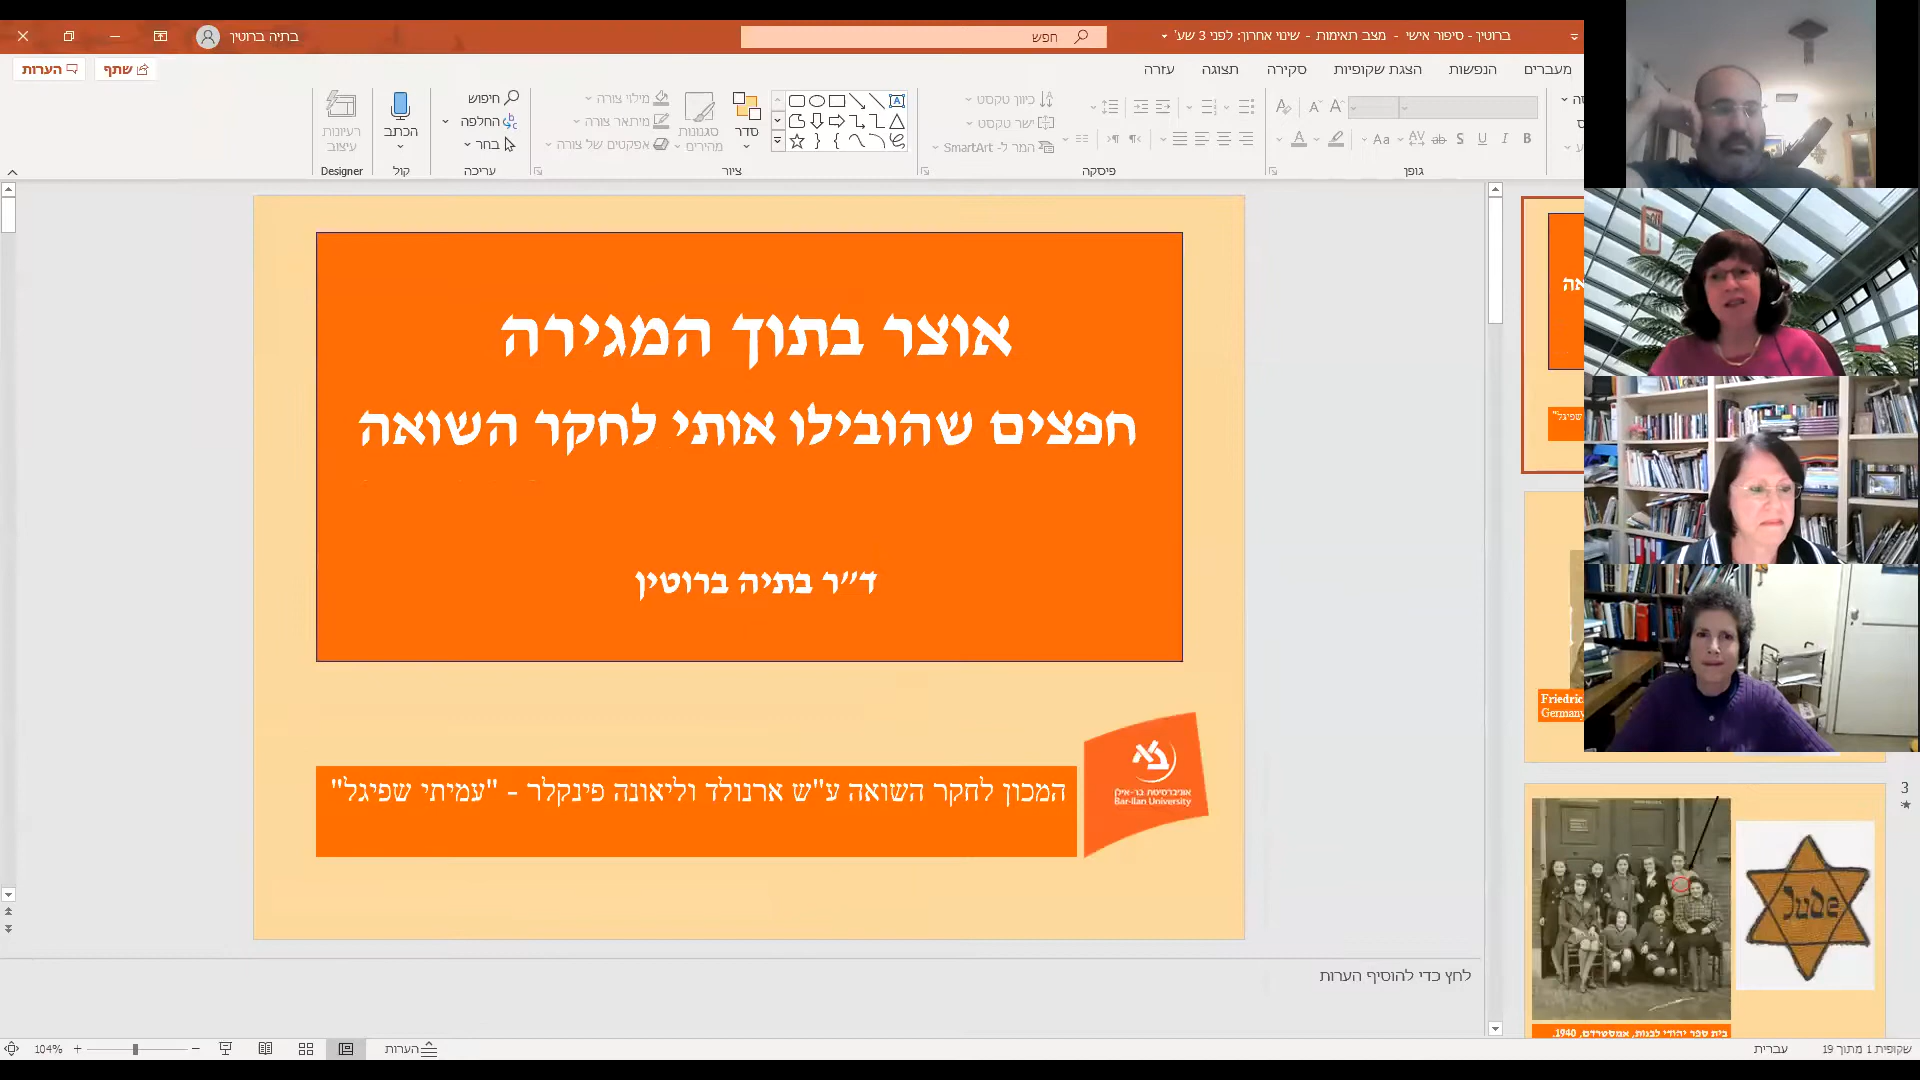 בתיה ברוטין
חפש
ברוטין - סיפור אישי - מצב תאימות - שינוי אחרון: לפני 3 שע'
מעברים
הנפשות
הצגת שקופיות
סקירה
תצוגה
עזרה
שתף
הערות
כיוון טקסט
ישר טקסט
המר ל- SmartArt
סדר
סגנונות
מהירים
מילוי צורה
מיתאר צורה
אפקטים של צורה
חיפוש
החלפה
בחר
הכתב
רעיונות
עיצוב
גופן
פיסקה
ציור
עריכה
קול
Designer
אוצר בתוך המגירה
חפצים שהובילו אותי לחקר השואה
ד"ר בתיה ברוטין
המכון לחקר השואה ע"ש ארנולד וליאונה פינקלר - "עמיתי שפיגל"
אוניברסיטת בר-אילן
Bar-Ilan University
3
Jude
בית ספר יהודי לבנות, אמסטרדם, 1940.
לחץ כדי להוסיף הערות
שקופית 1 מתוך 19
עברית
הערות
104%